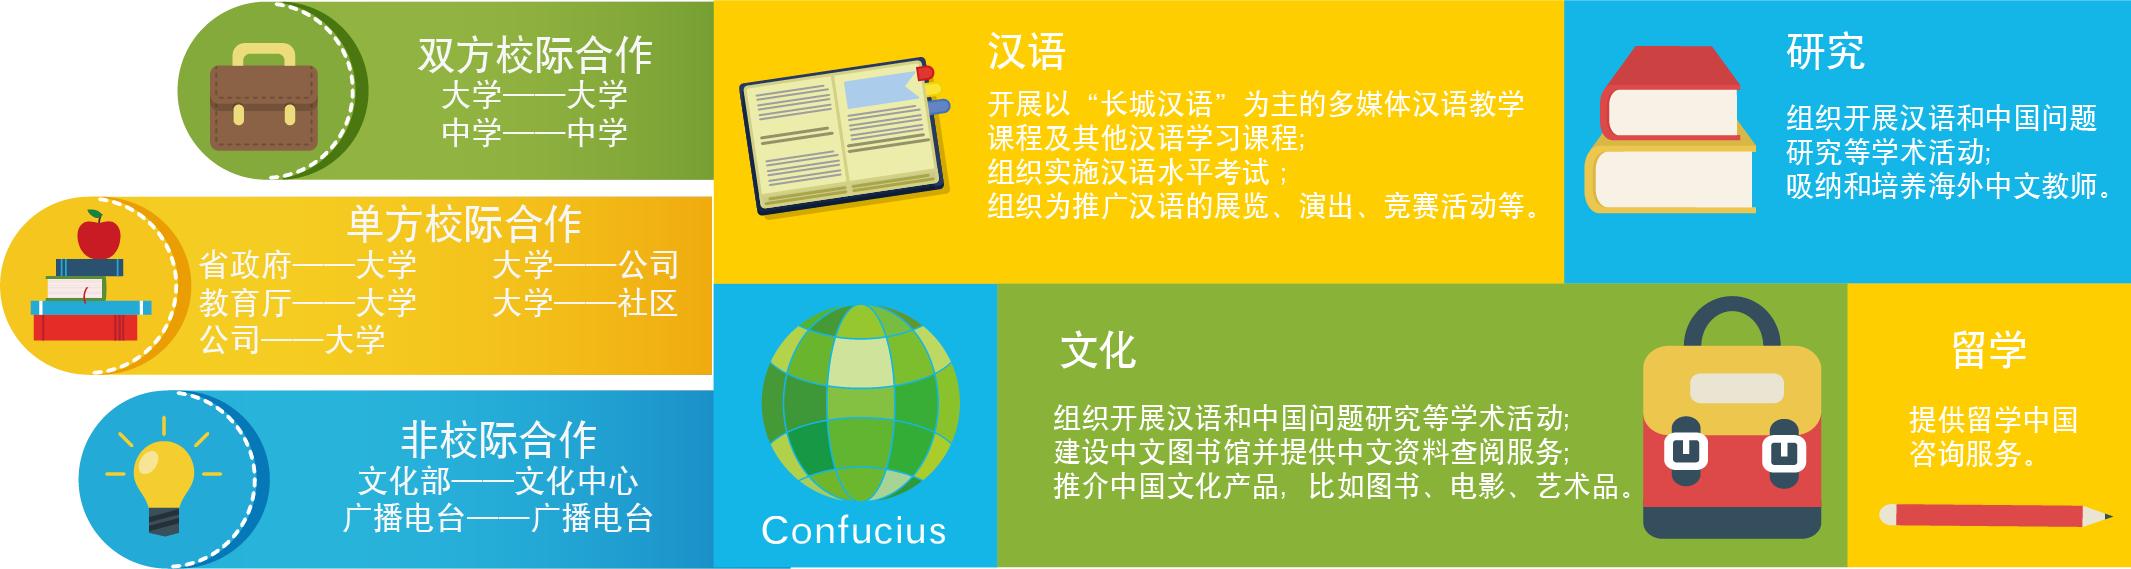 双方校际合作
大学——大学
中学——中学
单方校际合作
省政府——大学 大学——公司
教育厅——大学 大学——社区
公司——大学
非校际合作
文化部——文化中心
广播电台——广播电台
汉语
开展以“长城汉语”为主的多媒体汉语教学
课程及其他汉语学习课程;
组织实施汉语水平考试；
组织为推广汉语的展览、演出、竞赛活动等。
研究
组织开展汉语和中国问题
研究等学术活动;
吸纳和培养海外中文教师。
Confucius
文化
组织开展汉语和中国问题研究等学术活动;
建设中文图书馆并提供中文资料查阅服务;
推介中国文化产品，比如图书、电影、艺术品。
留学
提供留学中国
咨询服务。